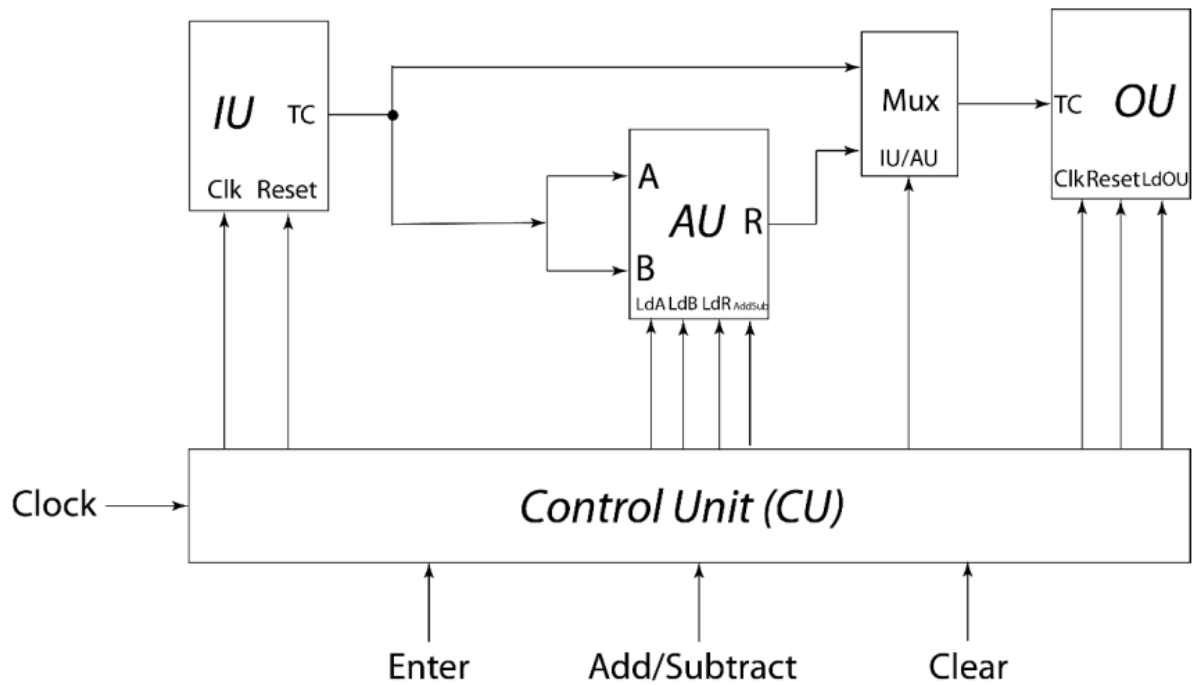 IU
TC
Clk Reset
Mux
IU/AU
TC
OU
Clk Reset LdOU
A
AU
R
B
LdA LdB LdR AddSub
Control Unit (CU)
Clock
Enter
Add/Subtract
Clear